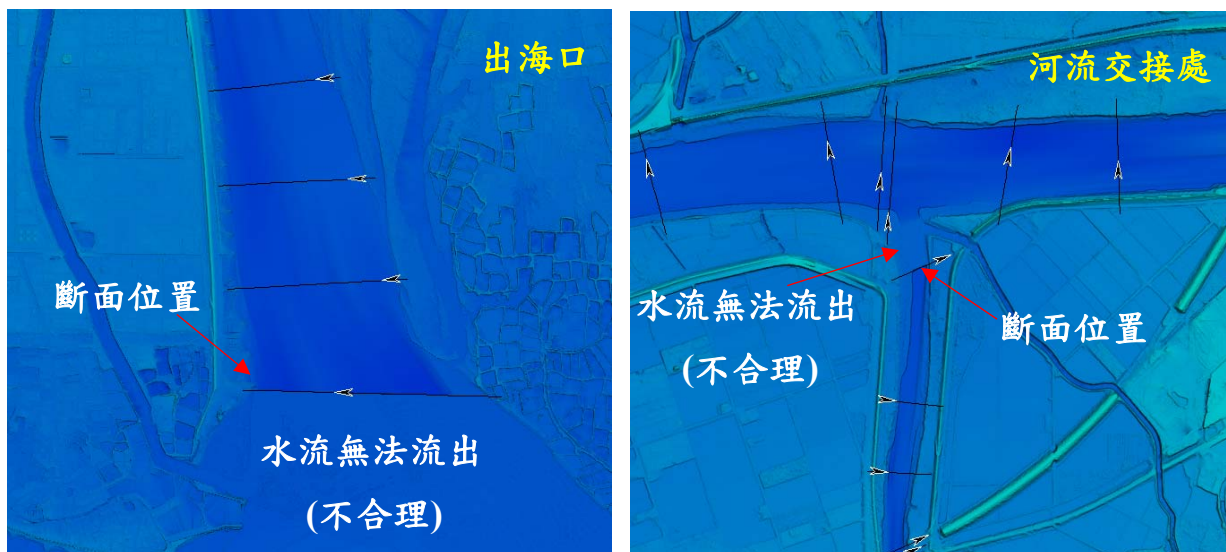 出海口
斷面位置
水流無法流出
(不合理)
河流交接處
水流無法流出
(不合理)
斷面位置